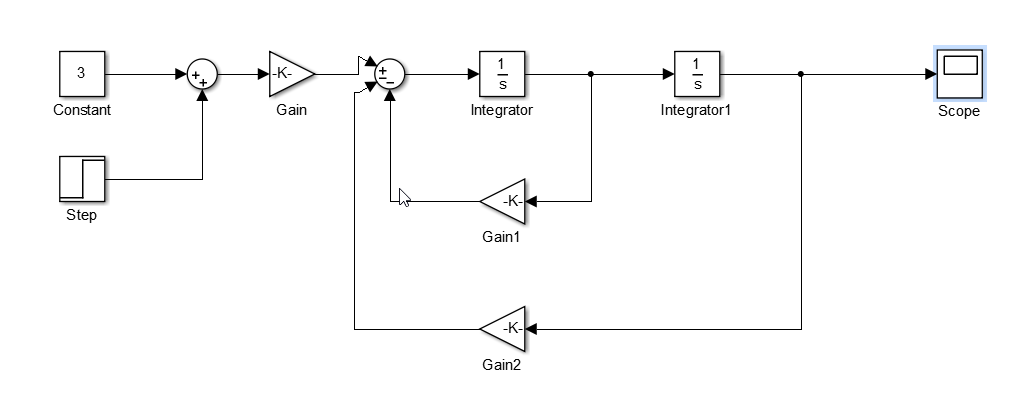 3
Constant
+
+
-K-
Gain
+
−
−
1
s
Integrator
1
s
Integrator1
Scope
Step
-K-
Gain1
-K-
Gain2